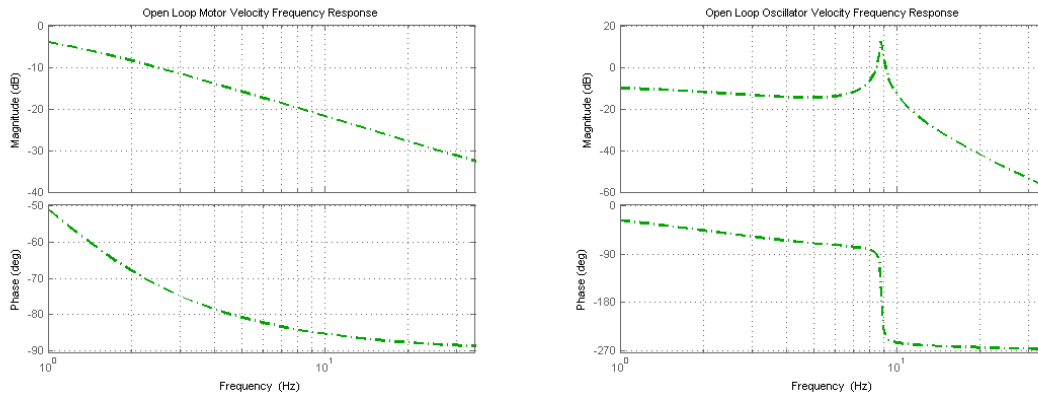 Open Loop Motor Velocity Frequency Response
0
-10
-20
-30
-40
Magnitude (dB)
-50
-60
-70
-80
-90
Phase (deg)
10^0
10^1
Frequency (Hz)
Open Loop Oscillator Velocity Frequency Response
20
0
-20
-40
-60
Magnitude (dB)
0
-90
-180
-270
Phase (deg)
10^0
10^1
Frequency (Hz)